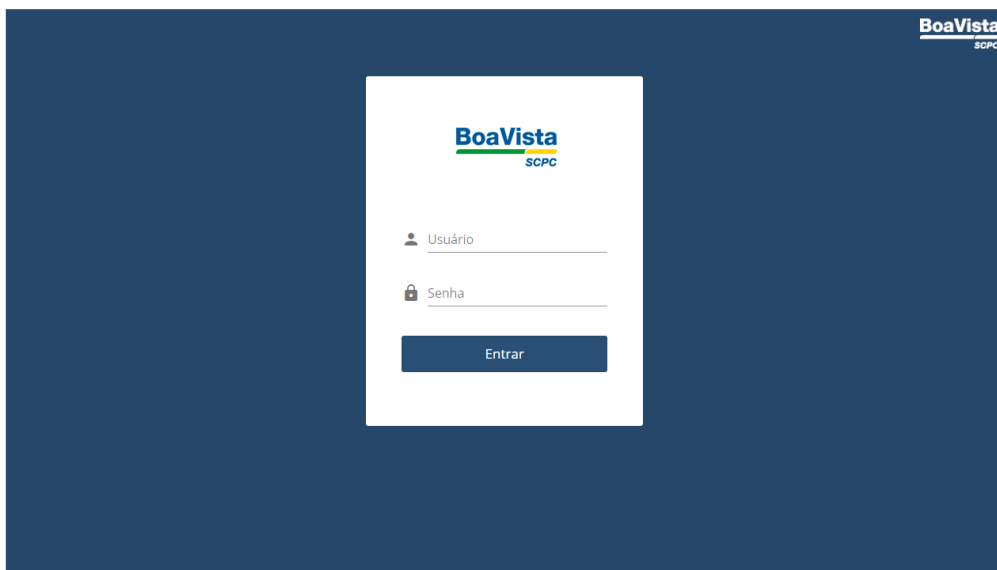 BoaVista
SCPC
BoaVista
SCPC
Usuário
Senha
Entrar